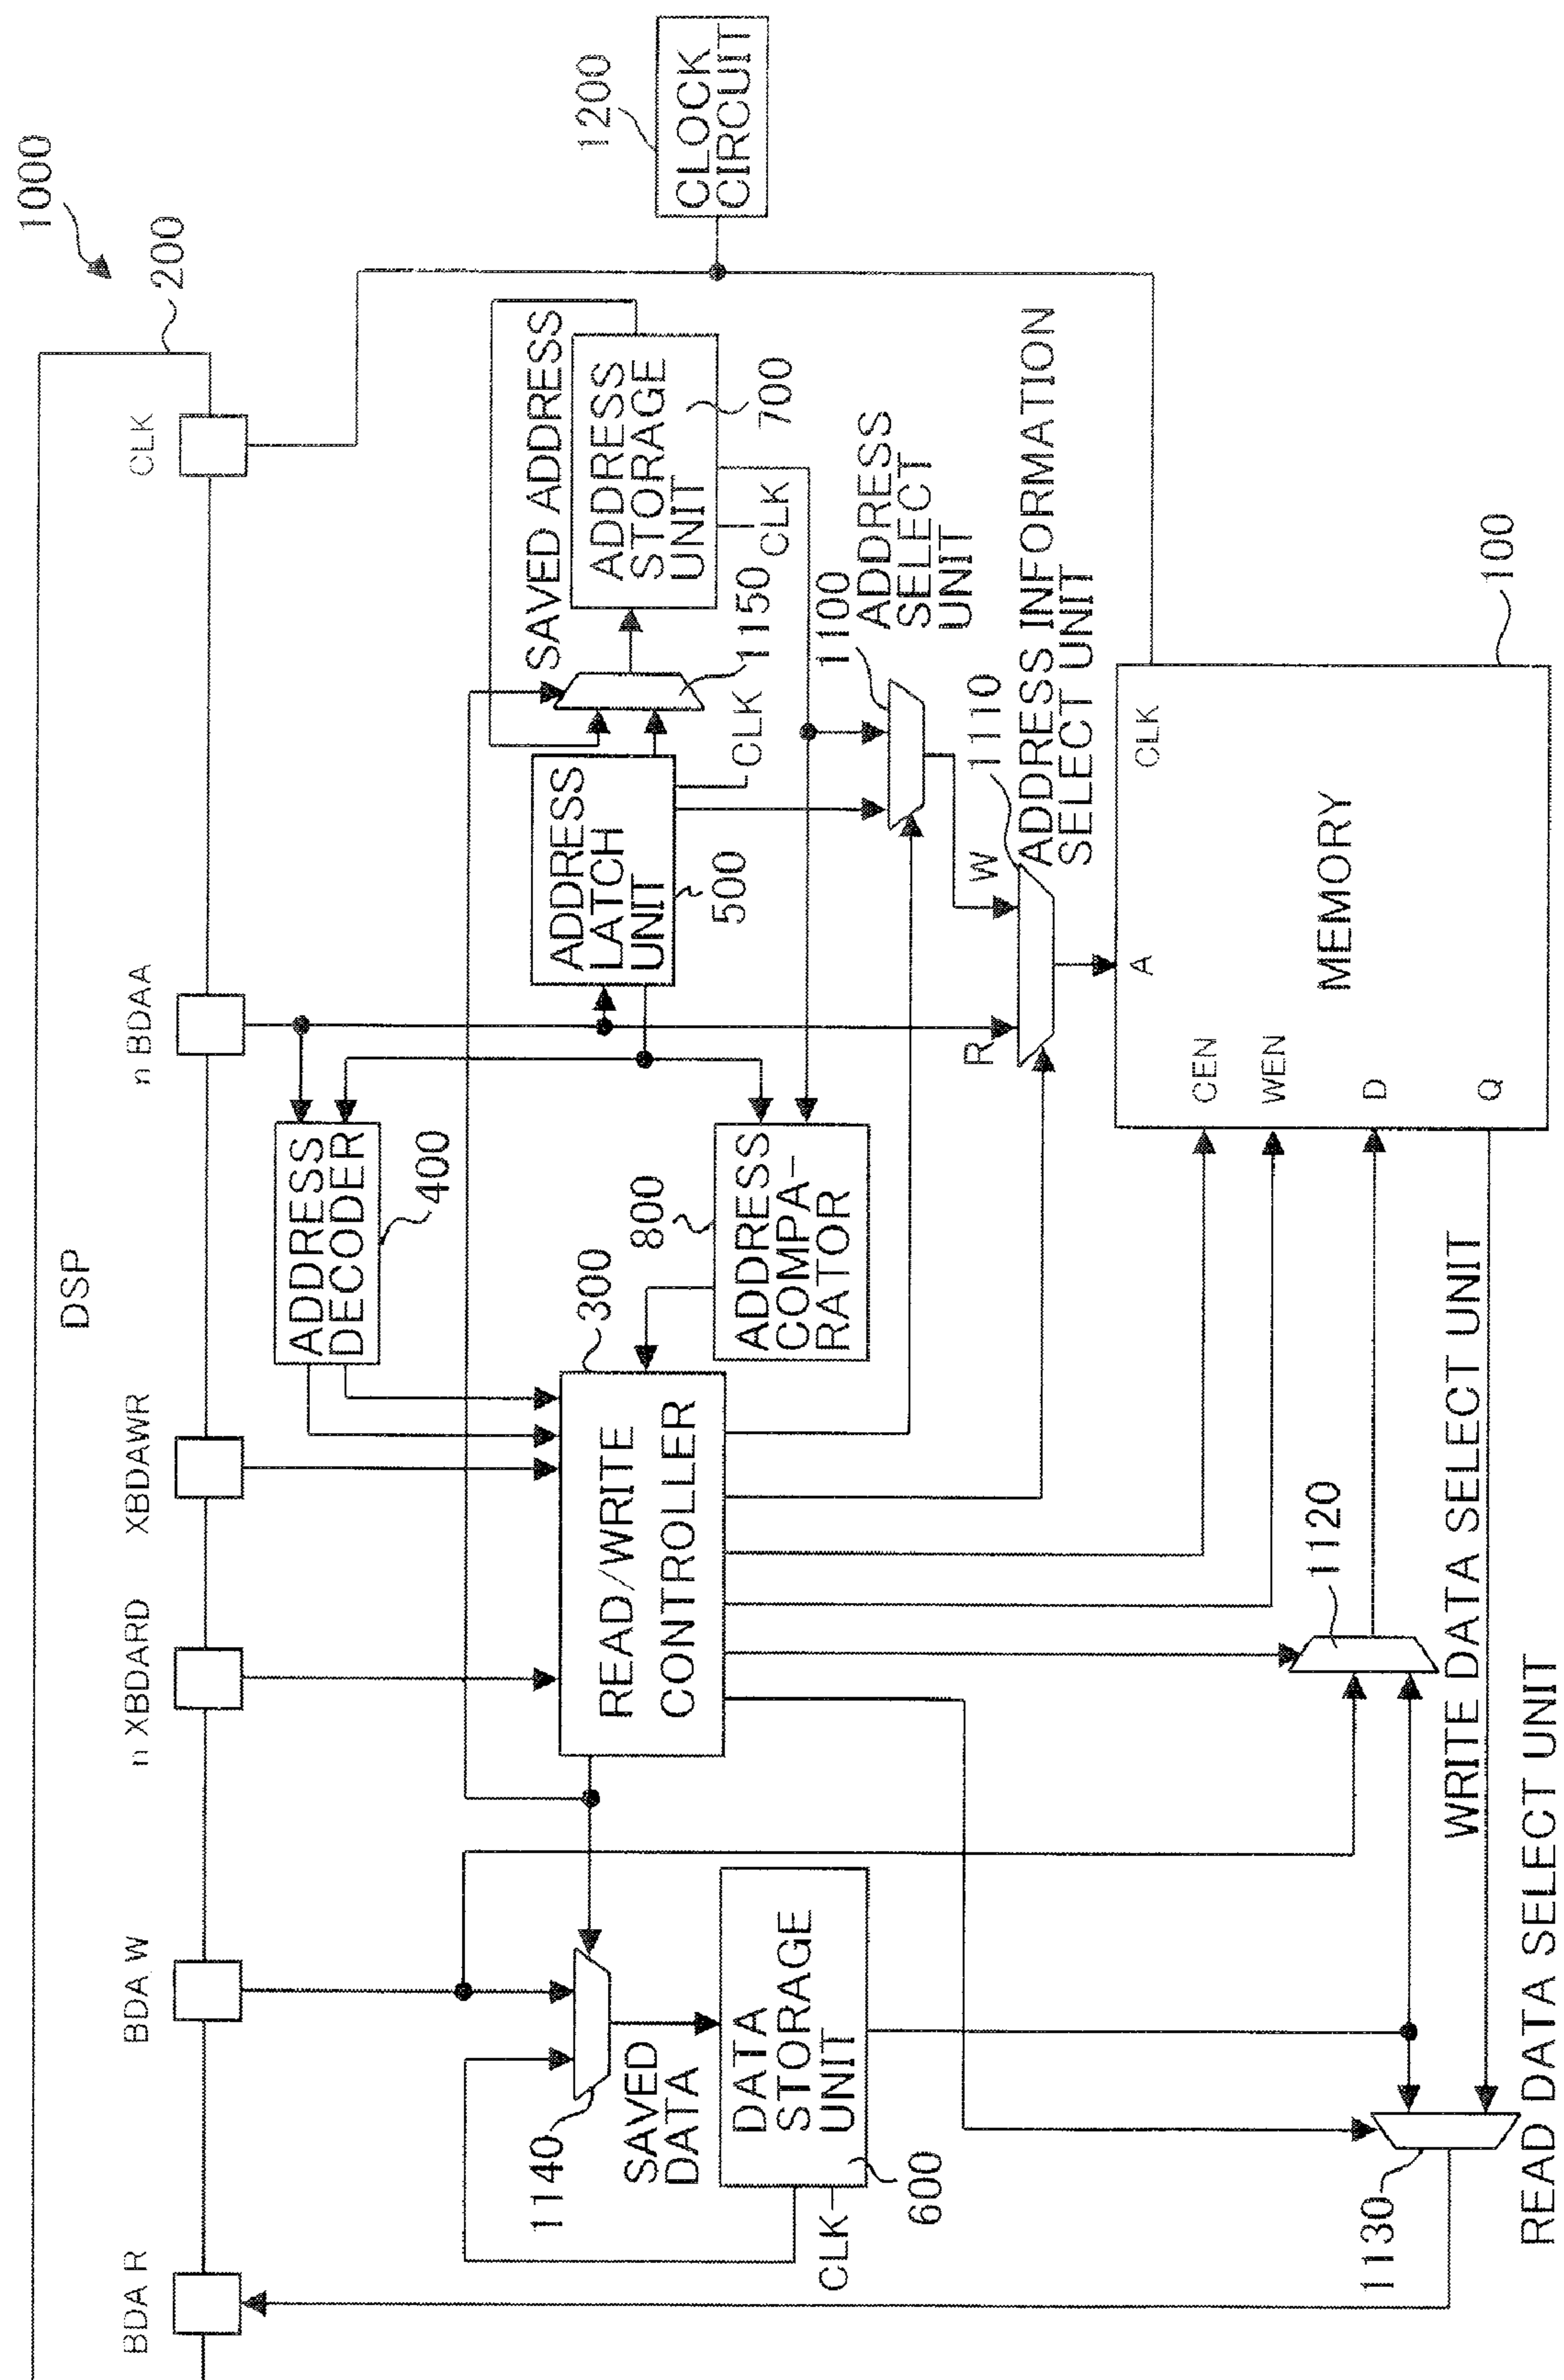 1000
DSP
200
BDA R
BDA W
n XBDARD
XBDAWR
n BDAA
CLK
ADDRESS
DECODER
400
1200
CLOCK
CIRCUIT
SAVED ADDRESS
ADDRESS
STORAGE
UNIT
700
CLK
1150
ADDRESS
LATCH
UNIT
500
CLK
300
READ/WRITE
CONTROLLER
800
ADDRESS
COMPA-
RATOR
1140
SAVED
DATA
DATA
STORAGE
UNIT
600
CLK
1100
ADDRESS
SELECT
UNIT
W
R
1110
ADDRESS INFORMATION
SELECT UNIT
A
CLK
CEN
WEN
D
Q
MEMORY
100
1120
WRITE DATA SELECT UNIT
1130
READ DATA SELECT UNIT